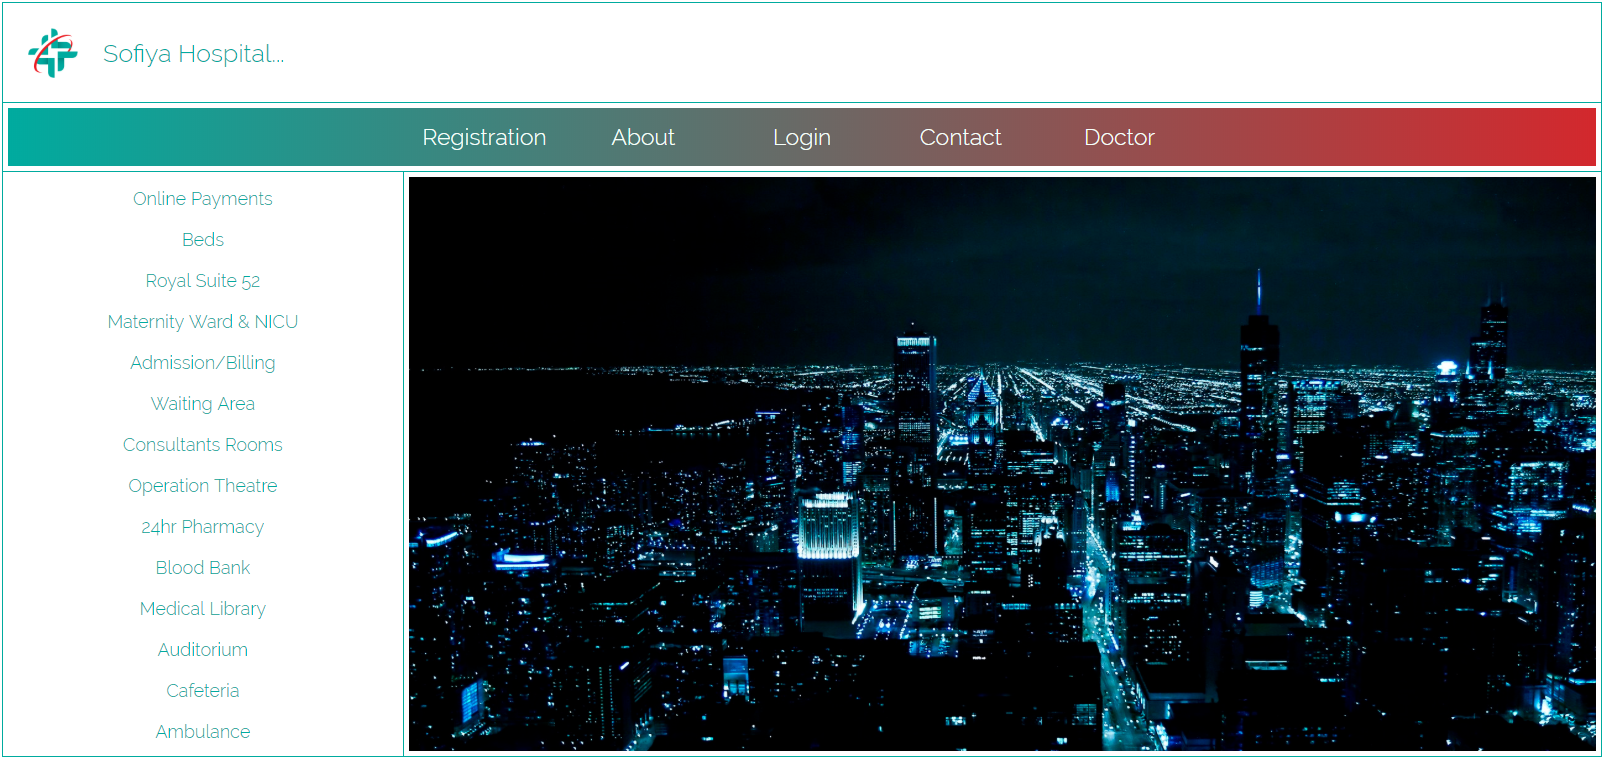 Sofiya Hospital...
Registration About Login Contact Doctor
Online Payments
Beds
Royal Suite 52
Maternity Ward & NICU
Admission/Billing
Waiting Area
Consultants Rooms
Operation Theatre
24hr Pharmacy
Blood Bank
Medical Library
Auditorium
Cafeteria
Ambulance